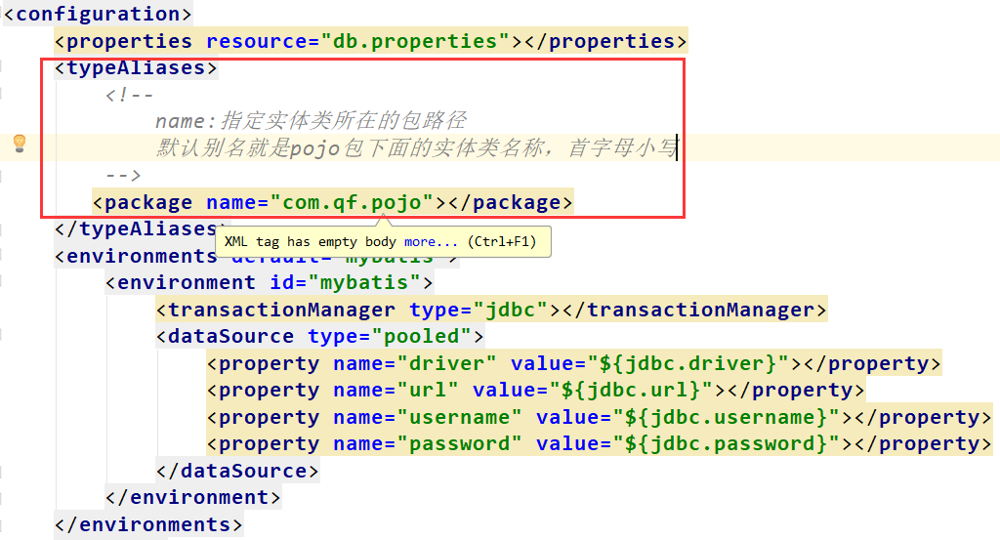 <configuration>
<properties resource="db.properties"></properties>
<typeAliases>
<!--
name:指定实体类所在的包路径
默认别名就是pojo包下面的实体类名称，首字母小写
-->
<package name="com.qf.pojo"></package>
</typeAliases
XML tag has empty body more... (Ctrl+F1)
<environments default="mybatis">
<environment id="mybatis">
<transactionManager type="jdbc"></transactionManager>
<dataSource type="pooled">
<property name="driver" value="${jdbc.driver}"></property>
<property name="url" value="${jdbc.url}"></property>
<property name="username" value="${jdbc.username}"></property>
<property name="password" value="${jdbc.password}"></property>
</dataSource>
</environment>
</environments>